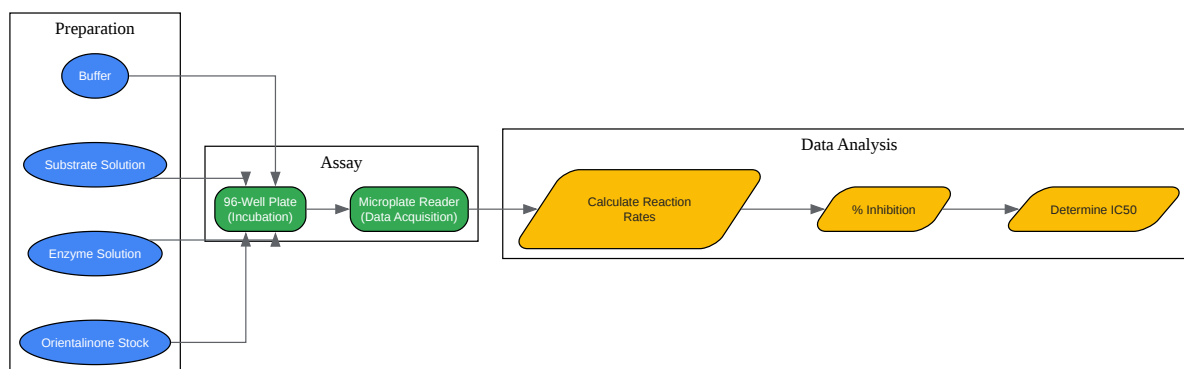 Preparation
Buffer
Substrate Solution
Enzyme Solution
Orientalinone Stock
Assay
96-Well Plate
(Incubation)
Microplate Reader
(Data Acquisition)
Data Analysis
Calculate Reaction
Rates
% Inhibition
Determine IC50